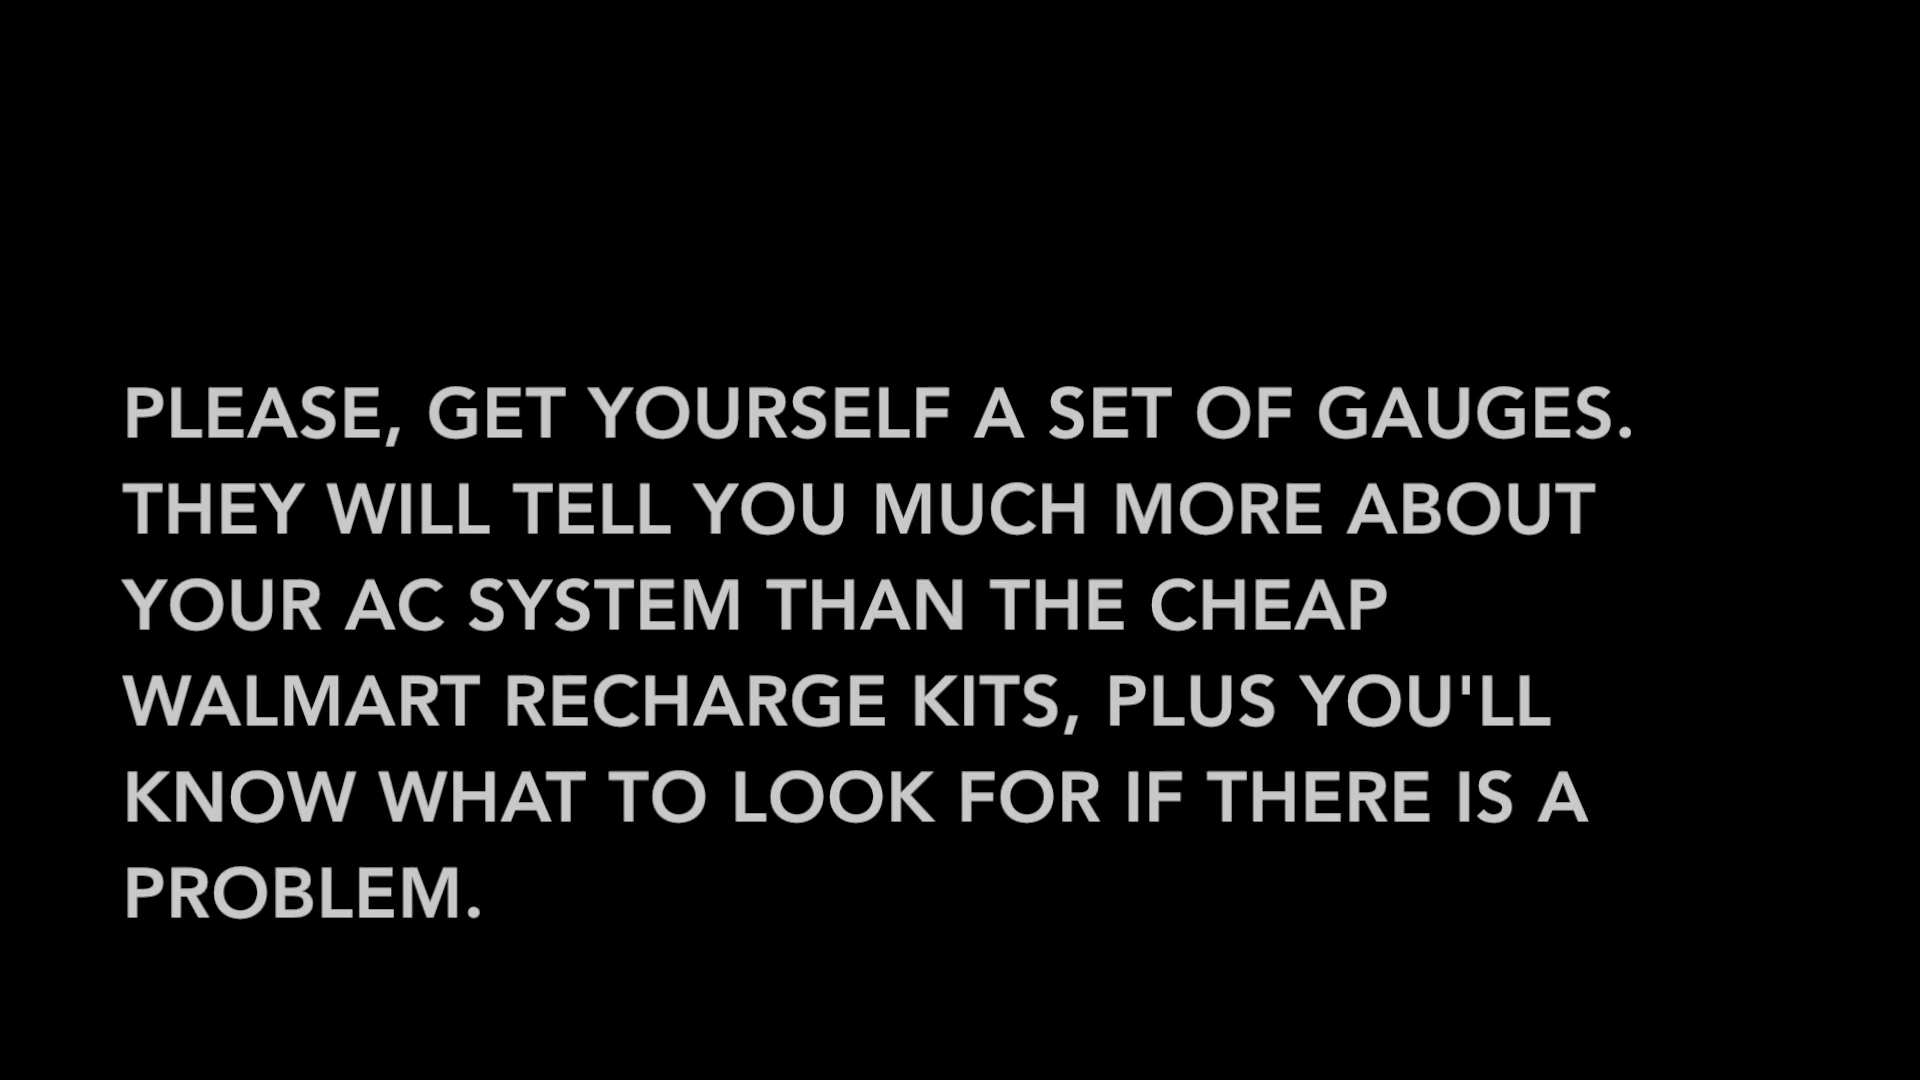 PLEASE, GET YOURSELF A SET OF GAUGES.
THEY WILL TELL YOU MUCH MORE ABOUT
YOUR AC SYSTEM THAN THE CHEAP
WALMART RECHARGE KITS, PLUS YOU'LL
KNOW WHAT TO LOOK FOR IF THERE IS A
PROBLEM.